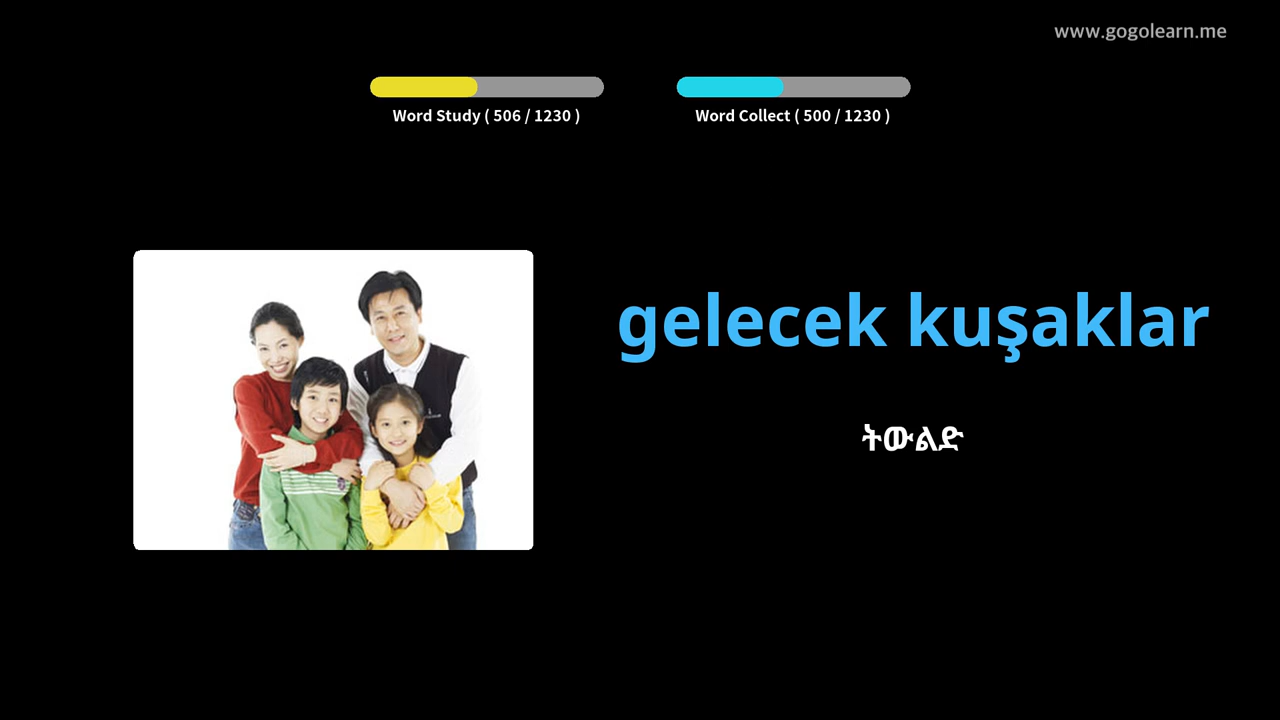 www.gogolearn.me
Word Study ( 506 / 1230 )
Word Collect ( 500 / 1230 )
gelecek kuşaklar
ትውልድ